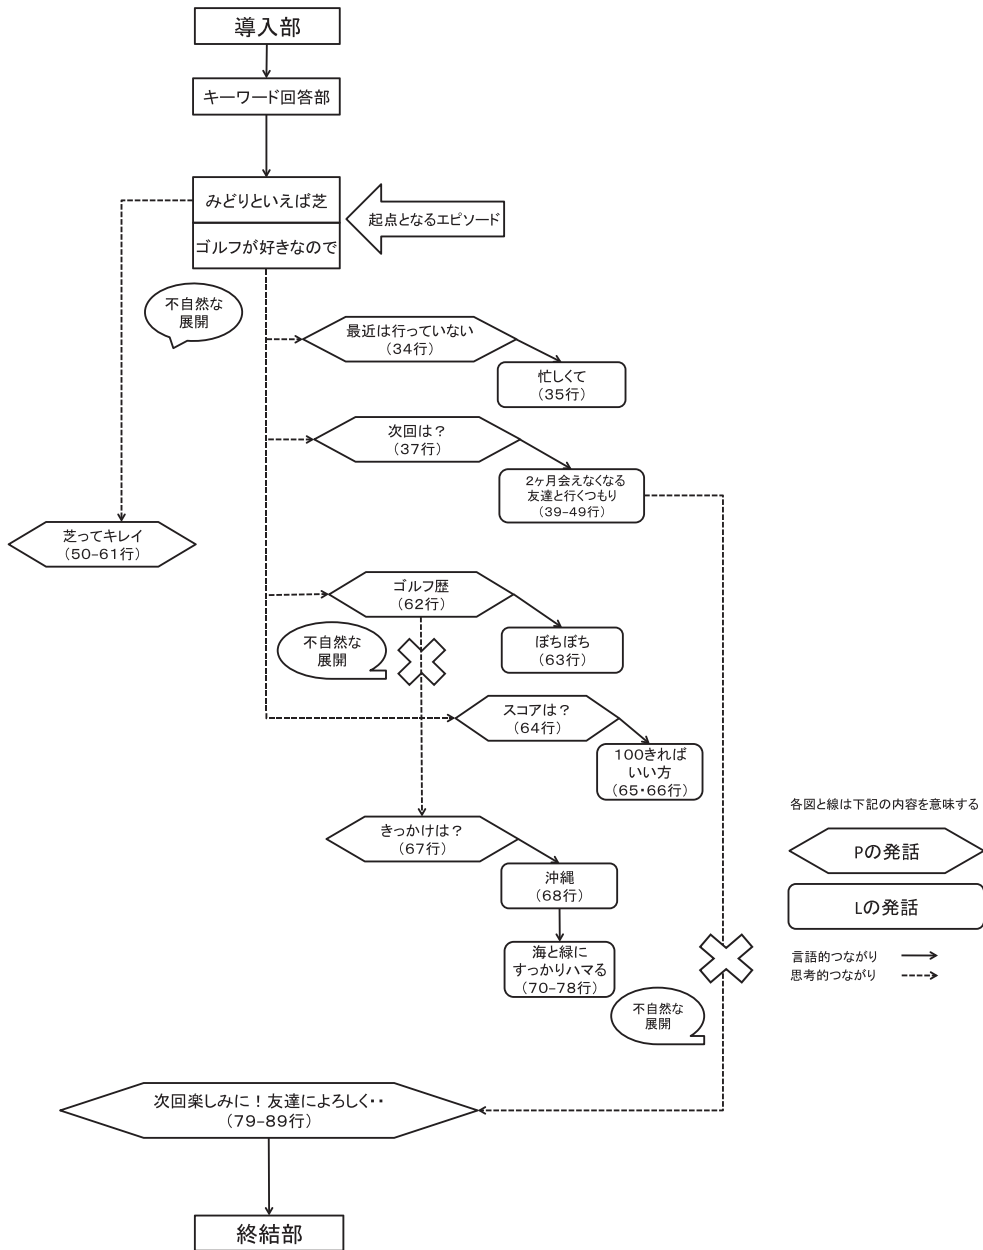 導入部
キーワード回答部
みどりといえば芝
起点となるエピソード
ゴルフが好きなので
不自然な
展開
最近は行っていない
(34行)
忙しくて
(35行)
次回は?
(37行)
2ヶ月会えなくなる
友達と行くつもり
(39-49行)
芝ってキレイ
(50-61行)
ゴルフ歴
(62行)
ぼちぼち
(63行)
不自然な
展開
スコアは?
(64行)
100きれば
いい方
(65・66行)
きっかけは?
(67行)
沖縄
(68行)
海と緑に
すっかりハマる
(70-78行)
不自然な
展開
各図と線は下記の内容を意味する
Pの発話
Lの発話
言語的つながり
思考的つながり
次回楽しみに!友達によろしく・・
(79-89行)
終結部